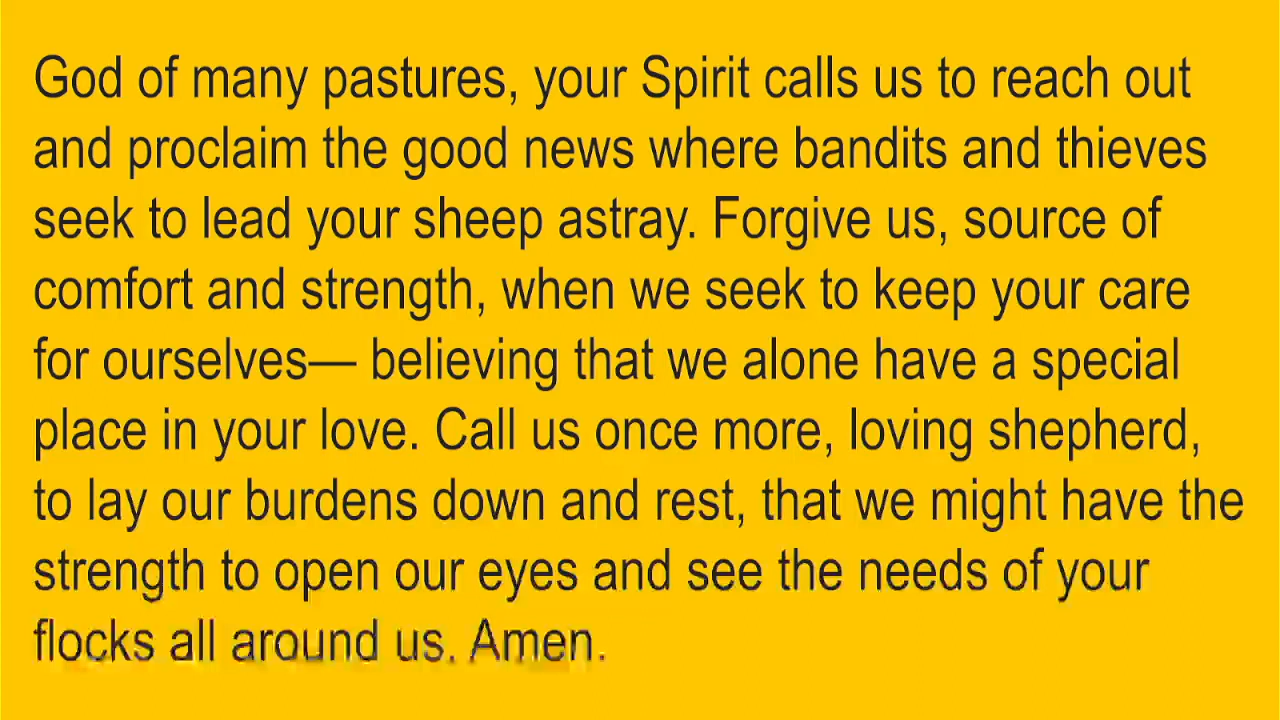 God of many pastures, your Spirit calls us to reach out
and proclaim the good news where bandits and thieves
seek to lead your sheep astray. Forgive us, source of
comfort and strength, when we seek to keep your care
for ourselves— believing that we alone have a special
place in your love. Call us once more, loving shepherd,
to lay our burdens down and rest, that we might have the
strength to open our eyes and see the needs of your
flocks all around us. Amen.